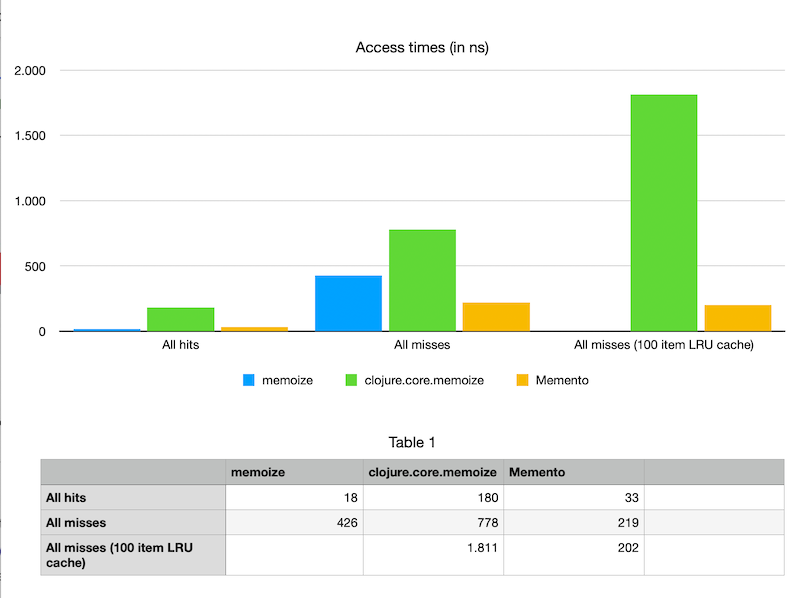 Access times (in ns)
2.000
1.500
1.000
500
0
All hits All misses All misses (100 item LRU cache)
memoize clojure.core.memoize Memento
Table 1
memoize clojure.core.memoize Memento
All hits 18 180 33
All misses 426 778 219
All misses (100 item LRU 1.811 202
cache)